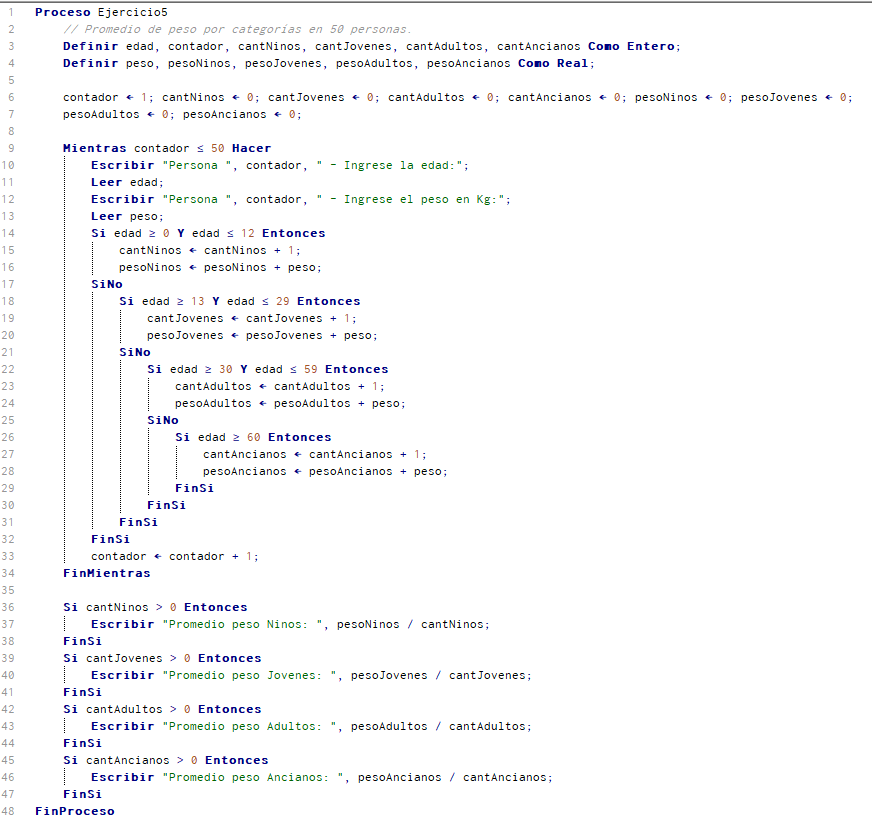 1 Proceso Ejercicio5
2 // Promedio de peso por categorías en 50 personas.
3 Definir edad, contador, cantNinos, cantJovenes, cantAdultos, cantAncianos Como Entero;
4 Definir peso, pesoNinos, pesoJovenes, pesoAdultos, pesoAncianos Como Real;
5
6 contador ← 1; cantNinos ← 0; cantJovenes ← 0; cantAdultos ← 0; cantAncianos ← 0; pesoNinos ← 0; pesoJovenes ← 0;
7 pesoAdultos ← 0; pesoAncianos ← 0;
8
9 Mientras contador ≤ 50 Hacer
10 Escribir "Persona ", contador, " - Ingrese la edad:";
11 Leer edad;
12 Escribir "Persona ", contador, " - Ingrese el peso en Kg:";
13 Leer peso;
14 Si edad ≥ 0 Y edad ≤ 12 Entonces
15 cantNinos ← cantNinos + 1;
16 pesoNinos ← pesoNinos + peso;
17 SiNo
18 Si edad ≥ 13 Y edad ≤ 29 Entonces
19 cantJovenes ← cantJovenes + 1;
20 pesoJovenes ← pesoJovenes + peso;
21 SiNo
22 Si edad ≥ 30 Y edad ≤ 59 Entonces
23 cantAdultos ← cantAdultos + 1;
24 pesoAdultos ← pesoAdultos + peso;
25 SiNo
26 Si edad ≥ 60 Entonces
27 cantAncianos ← cantAncianos + 1;
28 pesoAncianos ← pesoAncianos + peso;
29 FinSi
30 FinSi
31 FinSi
32 FinSi
33 contador ← contador + 1;
34 FinMientras
35
36 Si cantNinos > 0 Entonces
37 Escribir "Promedio peso Ninos: ", pesoNinos / cantNinos;
38 FinSi
39 Si cantJovenes > 0 Entonces
40 Escribir "Promedio peso Jovenes: ", pesoJovenes / cantJovenes;
41 FinSi
42 Si cantAdultos > 0 Entonces
43 Escribir "Promedio peso Adultos: ", pesoAdultos / cantAdultos;
44 FinSi
45 Si cantAncianos > 0 Entonces
46 Escribir "Promedio peso Ancianos: ", pesoAncianos / cantAncianos;
47 FinSi
48 FinProceso